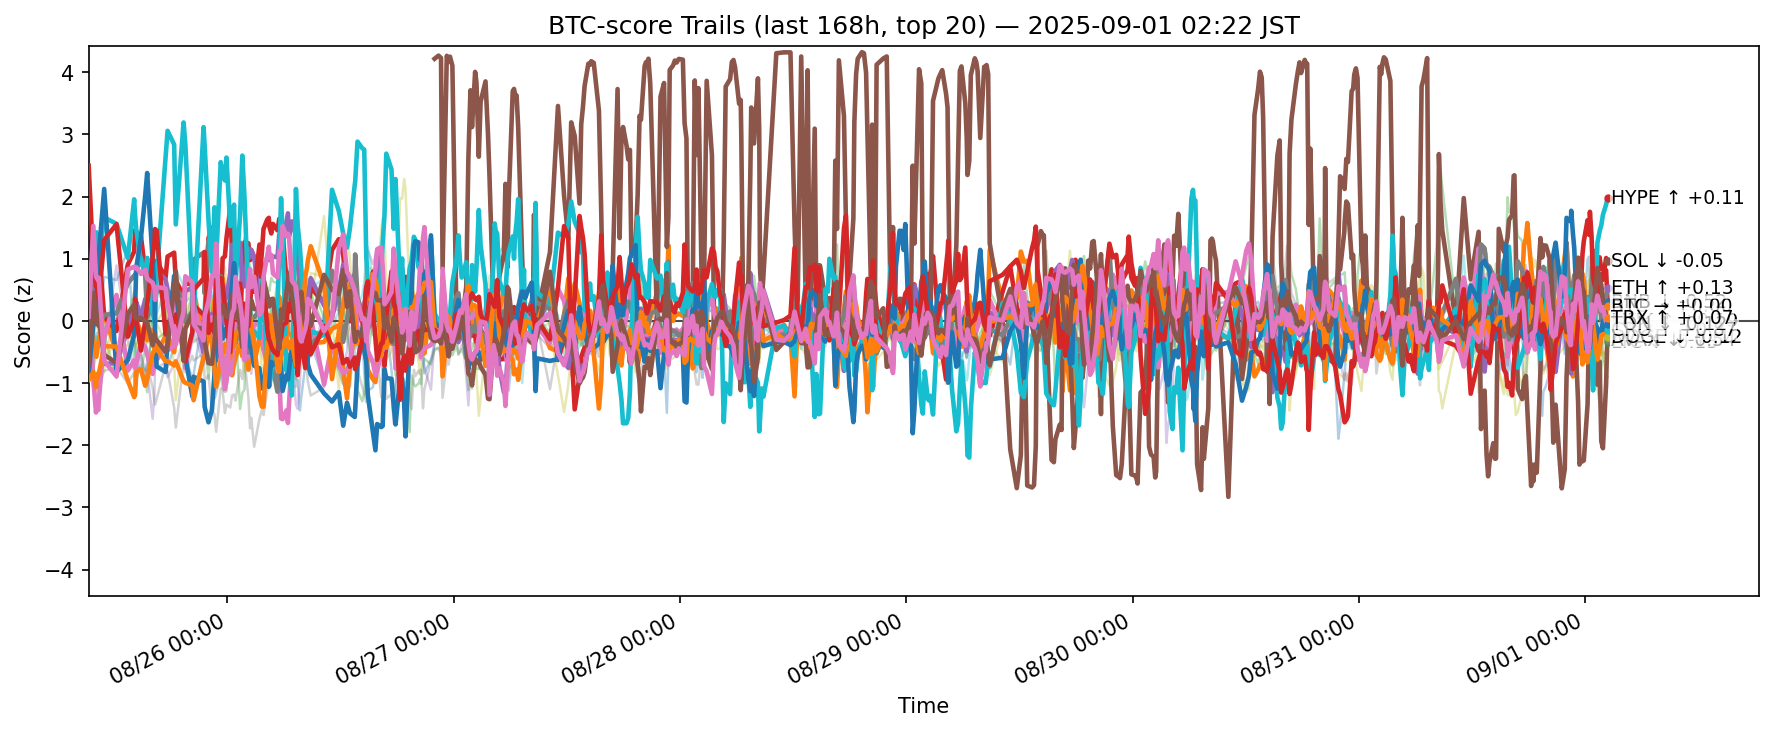 BTC-score Trails (last 168h, top 20) — 2025-09-01 02:22 JST
Score (z)
4
3
2
1
0
−1
−2
−3
−4
HYPE ↑ +0.11
SOL ↓ -0.05
ETH ↑ +0.13
BTC → +0.00
TRX ↑ +0.07
DOGE ↓ -0.12
08/26 00:00
08/27 00:00
08/28 00:00
08/29 00:00
08/30 00:00
08/31 00:00
09/01 00:00
Time